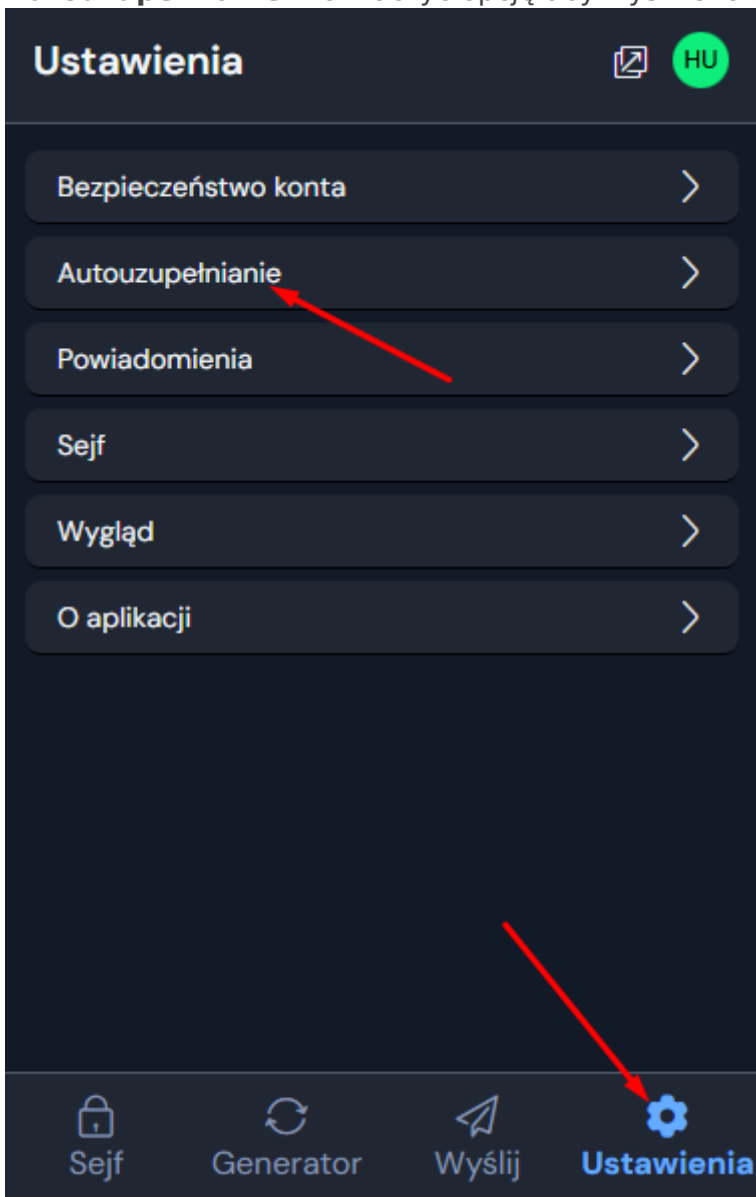 Ustawienia
HU
Bezpieczeństwo konta
Autouzupełnianie
Powiadomienia
Sejf
Wygląd
O aplikacji
Sejf Generator Wyślij Ustawienia